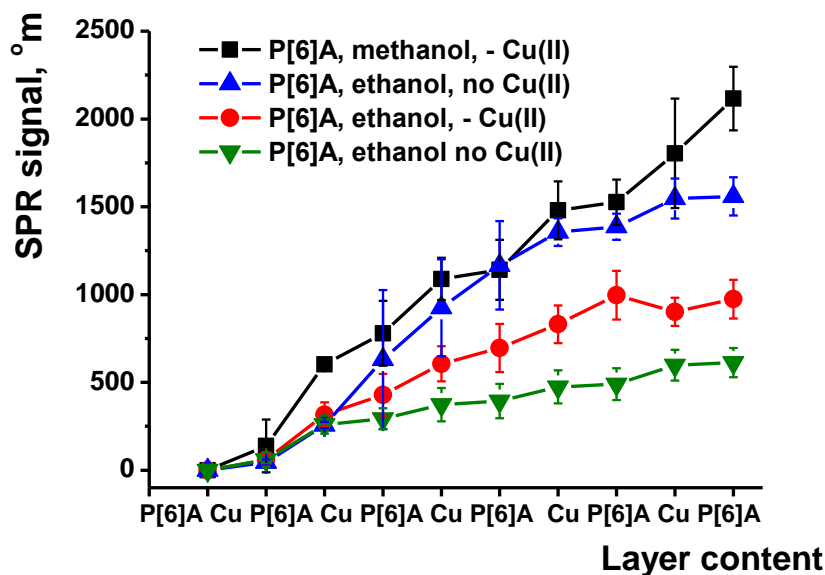 SPR signal, °m
2500
2000
1500
1000
500
0
P[6]A, methanol, - Cu(II)
P[6]A, ethanol, no Cu(II)
P[6]A, ethanol, - Cu(II)
P[6]A, ethanol no Cu(II)
P[6]A Cu P[6]A Cu P[6]A Cu P[6]A Cu P[6]A Cu P[6]A
Layer content